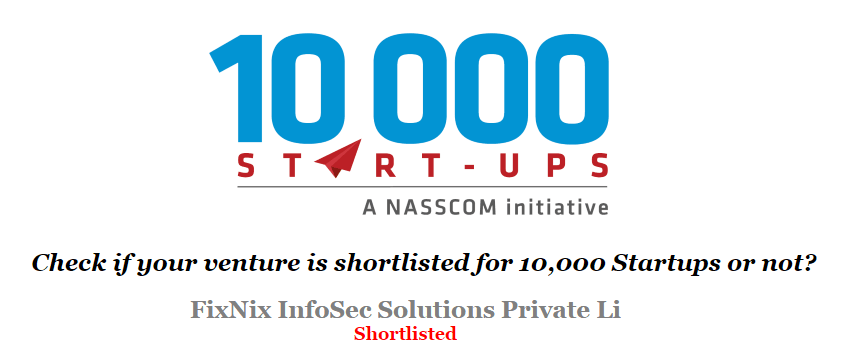 10,000
START-UPS
A NASSCOM initiative
Check if your venture is shortlisted for 10,000 Startups or not?
FixNix InfoSec Solutions Private Li
Shortlisted